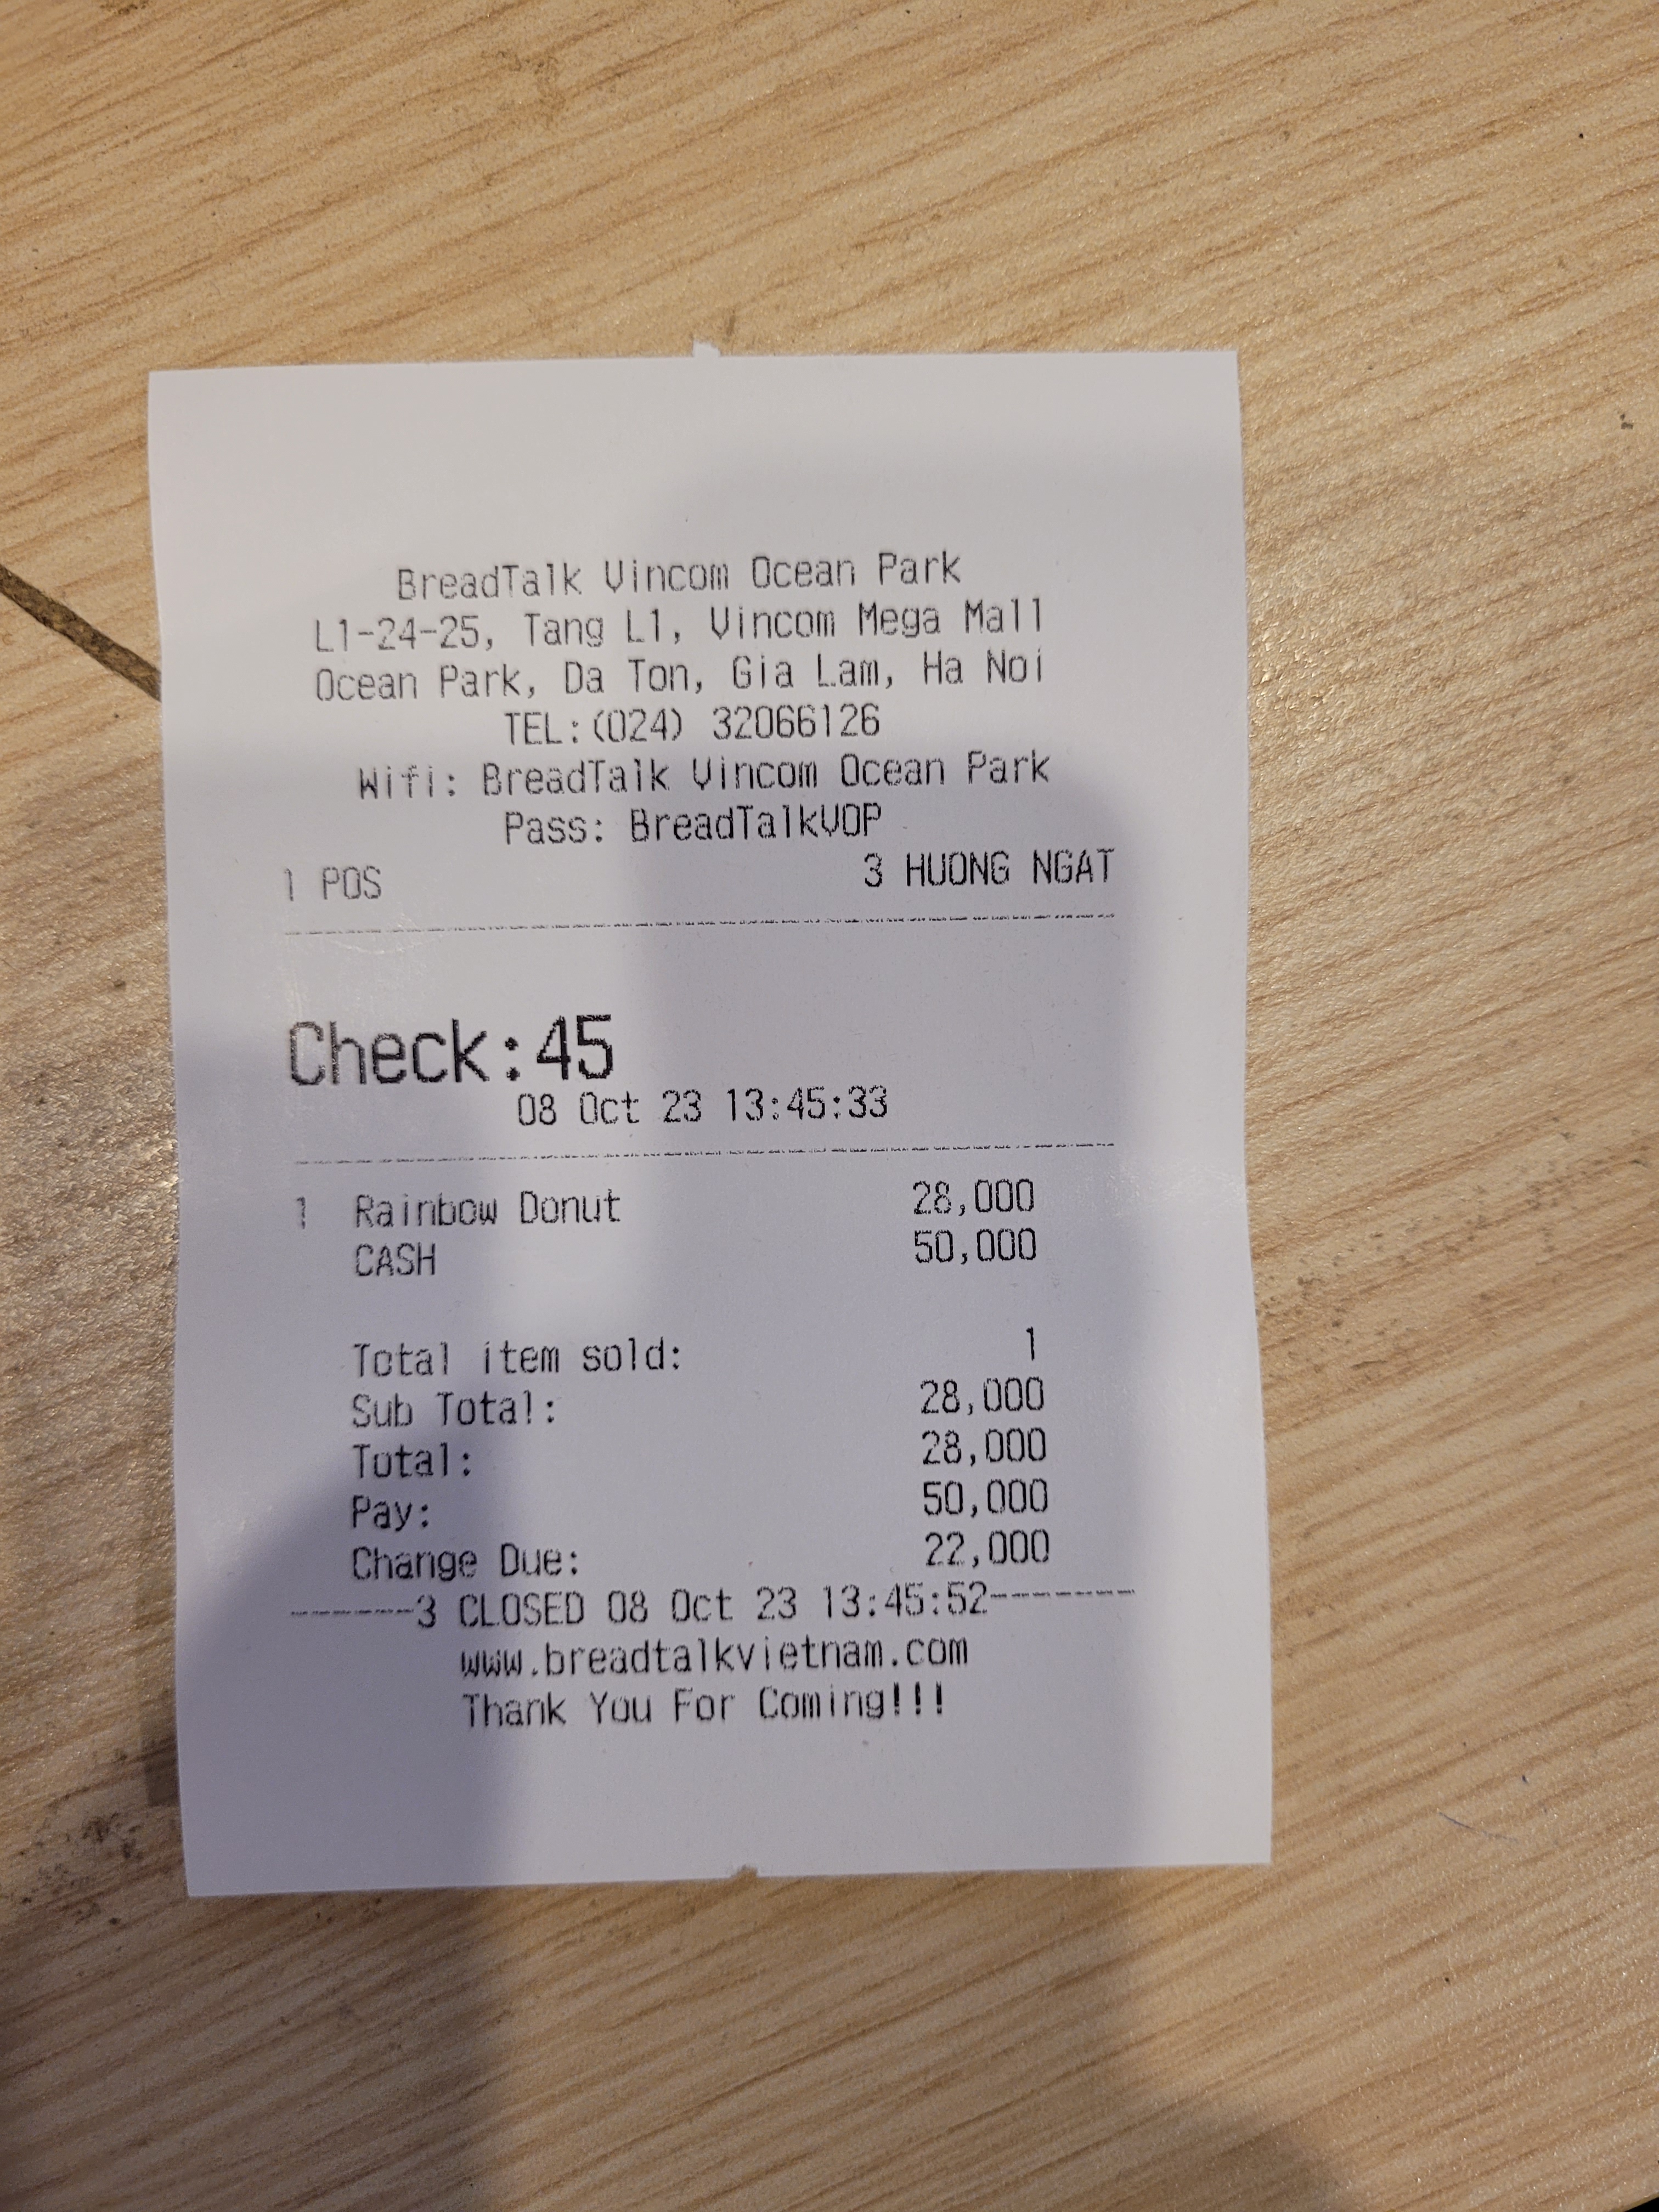 BreadTalk Vincom Ocean Park
L1-24-25, Tang L1, Vincom Mega Mall
Ocean Park, Da Ton, Gia Lam, Ha Noi
TEL:(024) 32066126
Wifi: BreadTalk Vincom Ocean Park
Pass: BreadTalkVOP
1 POS 3 HUONG NGAT
Check:45
08 Oct 23 13:45:33
1 Rainbow Donut 28,000
CASH 50,000
Total item sold: 1
Sub Total: 28,000
Total: 28,000
Pay: 50,000
Change Due: 22,000
------3 CLOSED 08 Oct 23 13:45:52-------
www.breadtalkvietnam.com
Thank You For Coming!!!